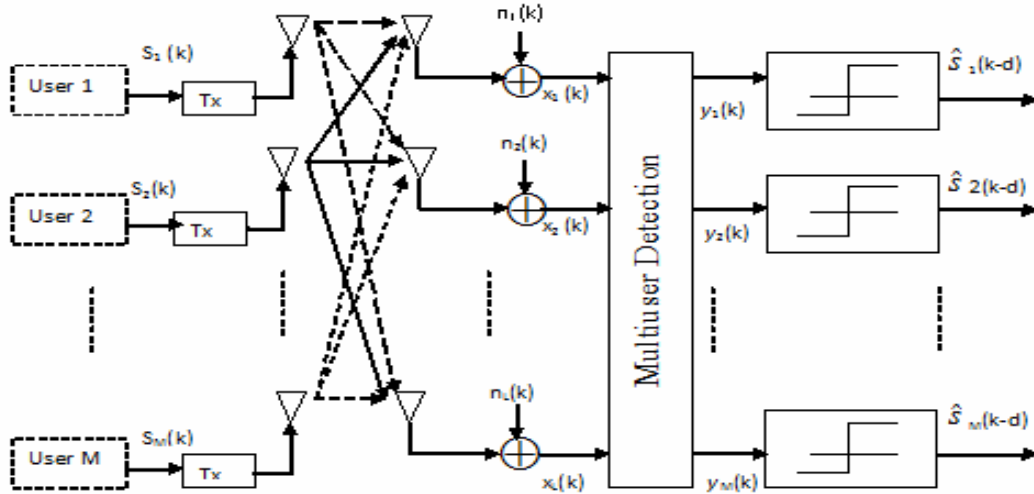 n₁(k)
S₁ (k)
ŝ ₁(k-d)
User 1
Tx
x₁ (k)
y₁(k)
n₂(k)
S₂(k)
ŝ 2(k-d)
User 2
Tx
x₂ (k)
y₂(k)
Multiuser Detection
n_L(k)
S_M(k)
ŝ _M(k-d)
User M
Tx
x_L(k)
y_M(k)